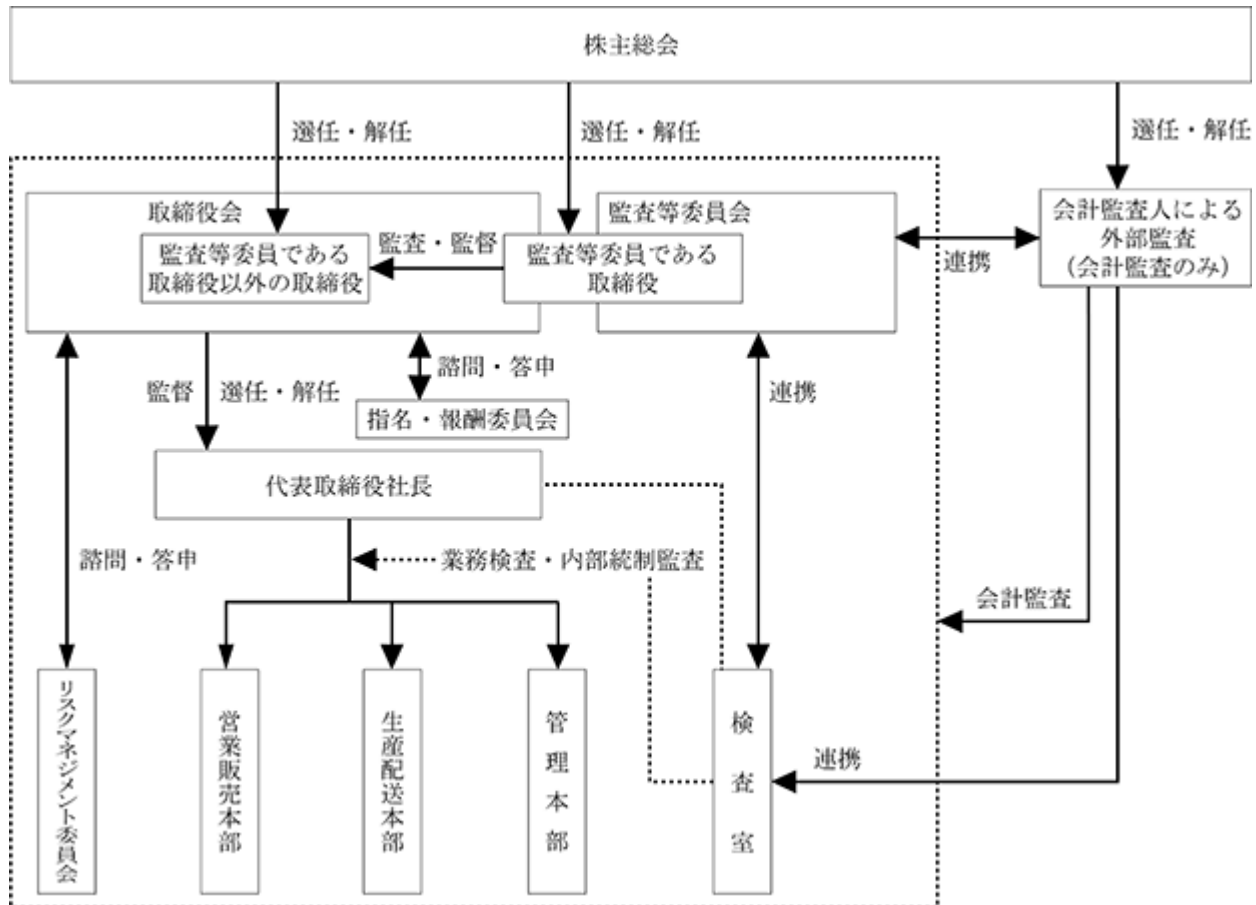 株主総会
選任・解任
選任・解任
選任・解任
取締役会
監査等委員会
監査等委員である
取締役以外の取締役
監査・監督
監査等委員である
取締役
連携
会計監査人による
外部監査
（会計監査のみ）
監督
選任・解任
諮問・答申
指名・報酬委員会
連携
代表取締役社長
諮問・答申
業務検査・内部統制監査
会計監査
リスクマネジメント委員会
営業販売本部
生産配送本部
管理本部
検査室
連携